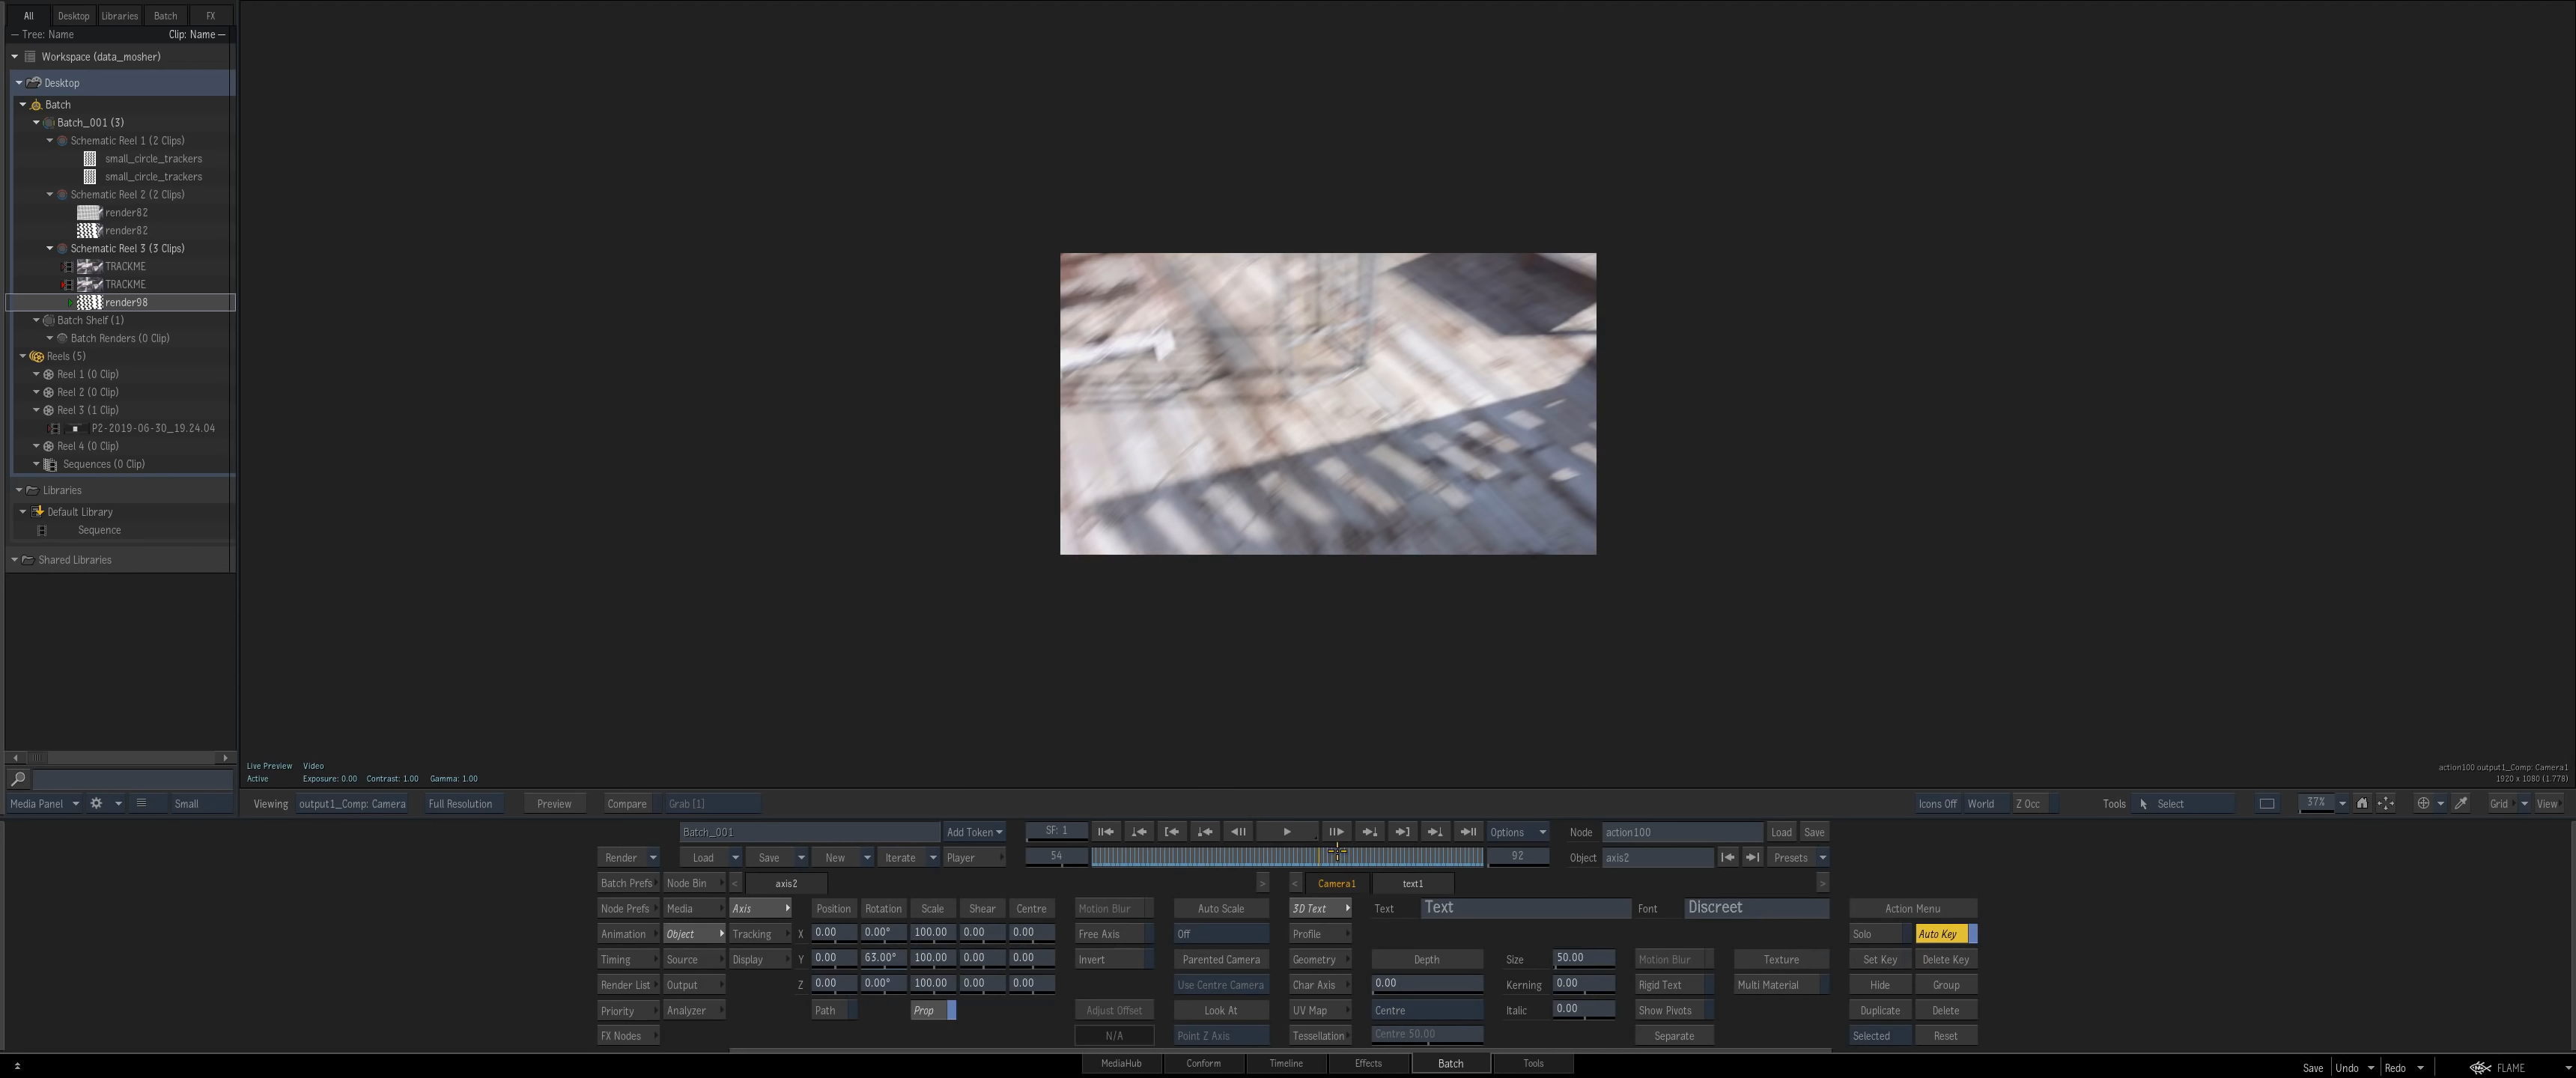 All Desktop Libraries Batch FX
— Tree: Name Clip: Name —
Workspace (data_mosher)
Desktop
Batch
Batch_001 (3)
Schematic Reel 1 (2 Clips)
small_circle_trackers
small_circle_trackers
Schematic Reel 2 (2 Clips)
render82
render82
Schematic Reel 3 (3 Clips)
TRACKME
TRACKME
render98
Batch Shelf (1)
Batch Renders (0 Clip)
Reels (5)
Reel 1 (0 Clip)
Reel 2 (0 Clip)
Reel 3 (1 Clip)
P2-2019-06-30_19.24.04
Reel 4 (0 Clip)
Sequences (0 Clip)
Libraries
Default Library
Sequence
Shared Libraries
Live Preview Video
Active Exposure: 0.00 Contrast: 1.00 Gamma: 1.00
action100 output1_Comp: Camera1
1920 x 1080 (1.778)
Media Panel Small Viewing output1_Comp: Camera Full Resolution Preview Compare Grab [1] Icons Off World Z Occ Tools Select 37% Grid View
Batch_001 Add Token SF: 1 Options Node action100 Load Save
Render Load Save New Iterate Player 54 92 Object axis2 Presets
Batch Prefs Node Bin < axis2 > < Camera1 text1 >
Node Prefs Media Axis Position Rotation Scale Shear Centre Motion Blur Auto Scale 3D Text Text Text Font Discreet Action Menu
Animation Object Tracking X 0.00 0.00° 100.00 0.00 0.00 Free Axis Off Profile Solo Auto Key
Timing Source Display Y 0.00 63.00° 100.00 0.00 0.00 Invert Parented Camera Geometry Depth Size 50.00 Motion Blur Texture Set Key Delete Key
Render List Output Z 0.00 0.00° 100.00 0.00 0.00 Use Centre Camera Char Axis 0.00 Kerning 0.00 Rigid Text Multi Material Hide Group
Priority Analyzer Path Prop Adjust Offset Look At UV Map Centre Italic 0.00 Show Pivots Duplicate Delete
FX Nodes N/A Point Z Axis Tessellation Centre 50.00 Separate Selected Reset
MediaHub Conform Timeline Effects Batch Tools Save Undo Redo FLAME